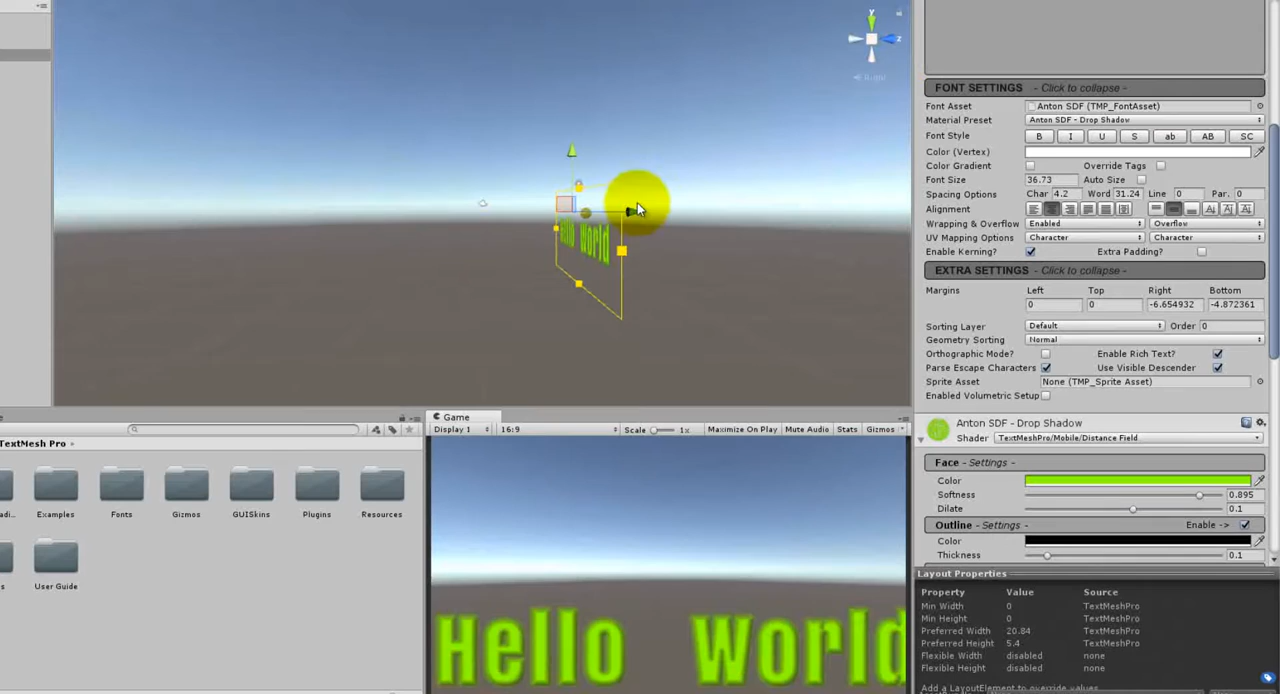 y
z
Right
Hello World
FONT SETTINGS - Click to collapse -
Font Asset Anton SDF (TMP_FontAsset)
Material Preset Anton SDF - Drop Shadow
Font Style B I U S ab AB SC
Color (Vertex)
Color Gradient Override Tags
Font Size 36.73 Auto Size
Spacing Options Char 4.2 Word 31.24 Line 0 Par. 0
Alignment
Wrapping & Overflow Enabled Overflow
UV Mapping Options Character Character
Enable Kerning? Extra Padding?
EXTRA SETTINGS - Click to collapse -
Margins Left Top Right Bottom
0 0 -6.654932 -4.872361
Sorting Layer Default Order 0
Geometry Sorting Normal
Orthographic Mode? Enable Rich Text?
Parse Escape Characters Use Visible Descender
Sprite Asset None (TMP_Sprite Asset)
Enabled Volumetric Setup
Anton SDF - Drop Shadow
Shader TextMeshPro/Mobile/Distance Field
Face - Settings -
Color
Softness 0.895
Dilate 0.1
Outline - Settings - Enable ->
Color
Thickness 0.1
Layout Properties
Property Value Source
Min Width 0 TextMeshPro
Min Height 0 TextMeshPro
Preferred Width 20.84 TextMeshPro
Preferred Height 5.4 TextMeshPro
Flexible Width disabled none
Flexible Height disabled none
Add a LayoutElement to override values
TextMesh Pro
Examples Fonts Gizmos GUISkins Plugins Resources
User Guide
Game
Display 1 16:9 Scale 1x Maximize On Play Mute Audio Stats Gizmos
Hello World